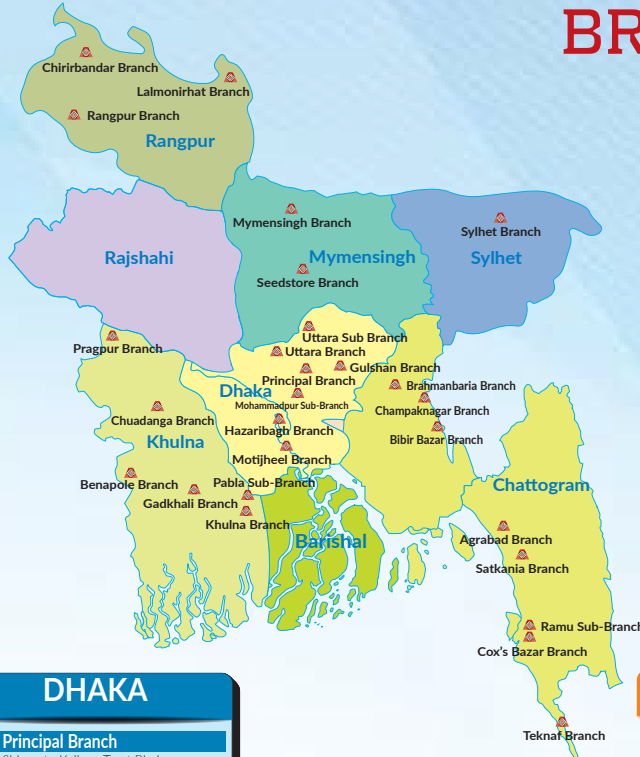 BR
Chirirbandar Branch
Lalmonirhat Branch
Rangpur Branch
Rangpur
Mymensingh Branch
Sylhet Branch
Rajshahi
Mymensingh
Sylhet
Seedstore Branch
Uttara Sub Branch
Pragpur Branch
Uttara Branch
Gulshan Branch
Principal Branch
Brahmanbaria Branch
Dhaka
Mohammadpur Sub-Branch
Champaknagar Branch
Chuadanga Branch
Hazaribagh Branch
Bibir Bazar Branch
Khulna
Motijheel Branch
Benapole Branch
Pabla Sub-Branch
Chattogram
Gadkhali Branch
Khulna Branch
Barishal
Agrabad Branch
Satkania Branch
Ramu Sub-Branch
Cox's Bazar Branch
DHAKA
Teknaf Branch
Principal Branch